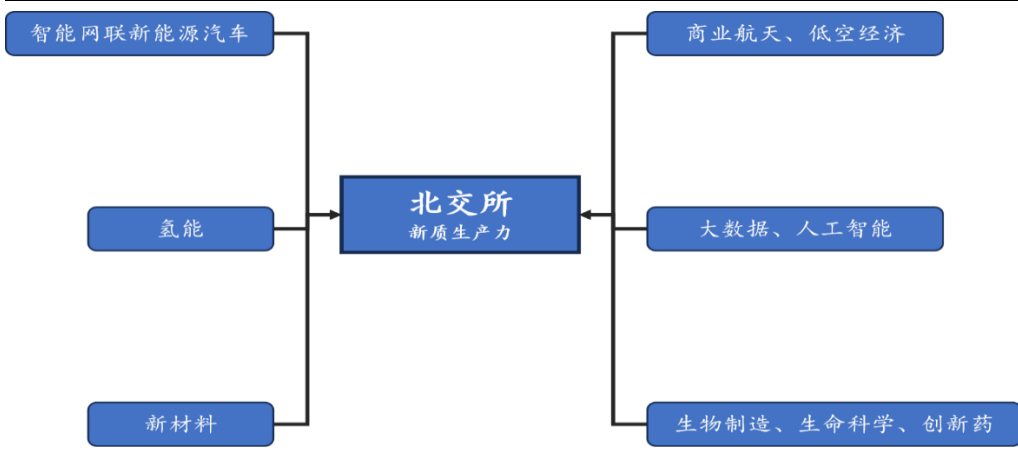 智能网联新能源汽车
商业航天、低空经济
北交所
新质生产力
氢能
大数据、人工智能
新材料
生物制造、生命科学、创新药